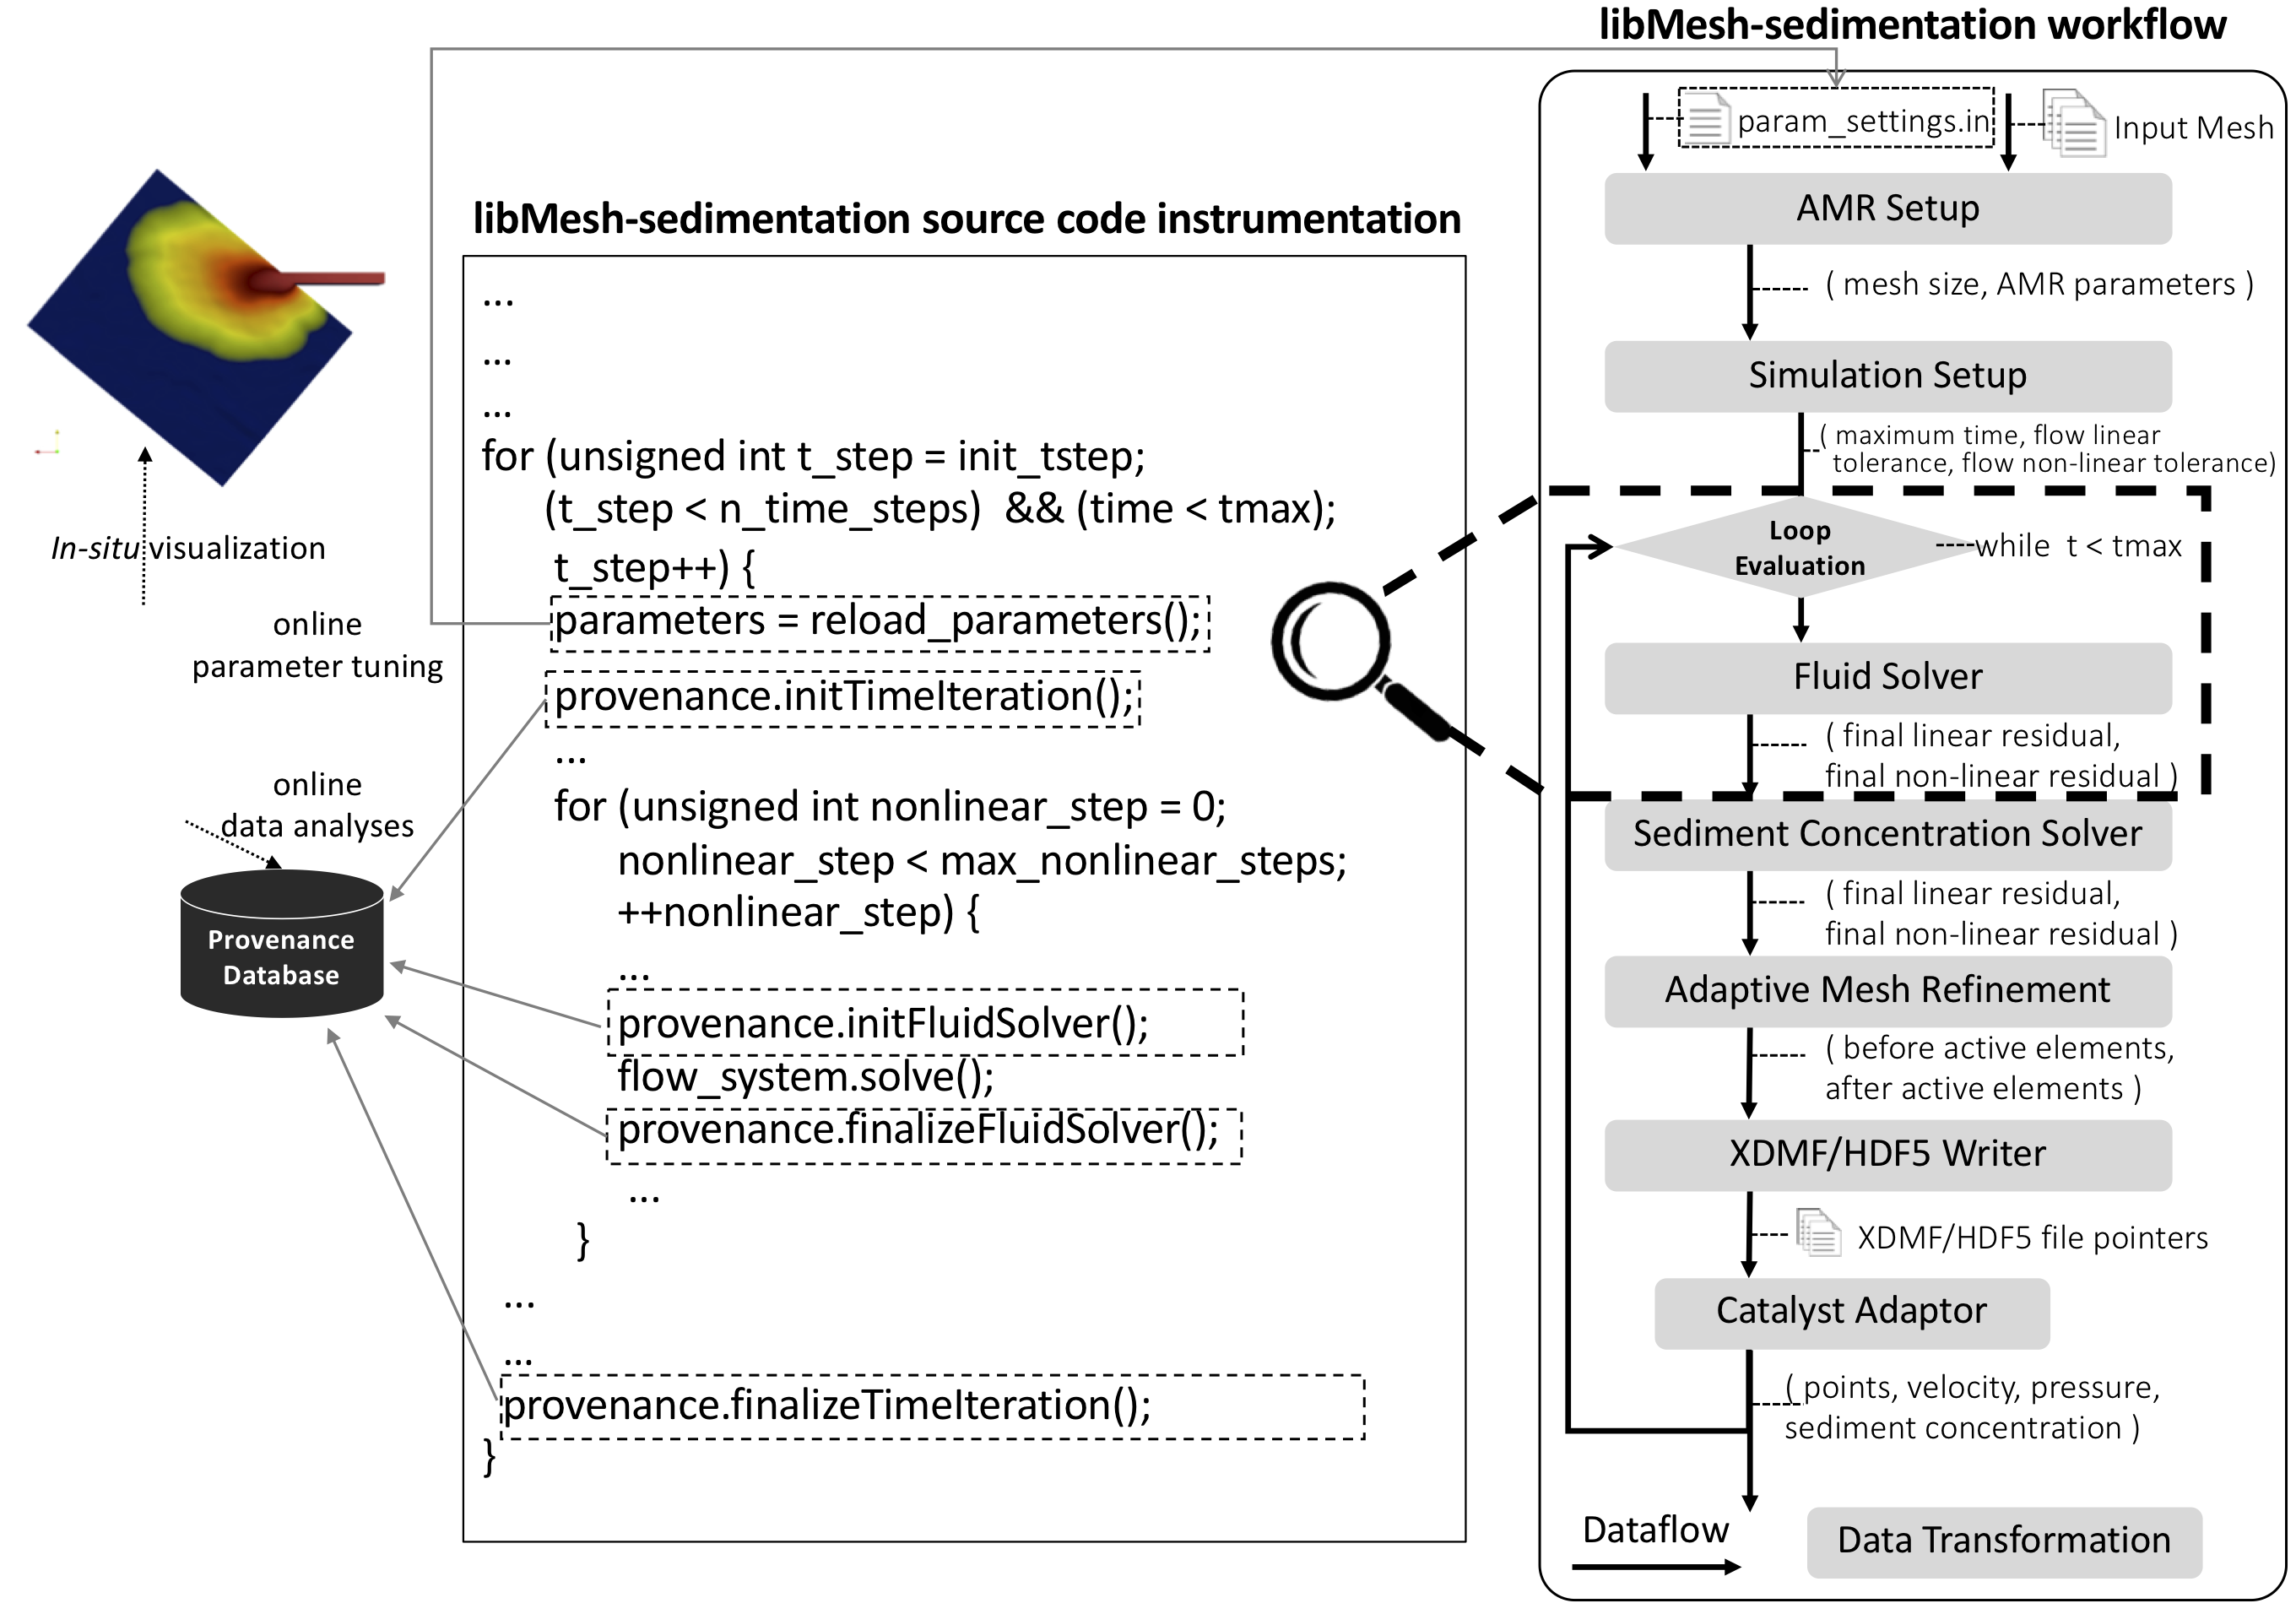 libMesh-sedimentation workflow
libMesh-sedimentation source code instrumentation
...
...
...
for (unsigned int t_step = init_tstep;
(t_step < n_time_steps) && (time < tmax);
t_step++) {
parameters = reload_parameters();
provenance.initTimeIteration();
...
for (unsigned int nonlinear_step = 0;
nonlinear_step < max_nonlinear_steps;
++nonlinear_step) {
...
provenance.initFluidSolver();
flow_system.solve();
provenance.finalizeFluidSolver();
...
}
...
...
provenance.finalizeTimeIteration();
}
In-situ visualization
online
parameter tuning
online
data analyses
Provenance
Database
param_settings.in
Input Mesh
AMR Setup
( mesh size, AMR parameters )
Simulation Setup
( maximum time, flow linear
tolerance, flow non-linear tolerance)
Loop
Evaluation
while t < tmax
Fluid Solver
( final linear residual,
final non-linear residual )
Sediment Concentration Solver
( final linear residual,
final non-linear residual )
Adaptive Mesh Refinement
( before active elements,
after active elements )
XDMF/HDF5 Writer
XDMF/HDF5 file pointers
Catalyst Adaptor
( points, velocity, pressure,
sediment concentration )
Dataflow
Data Transformation